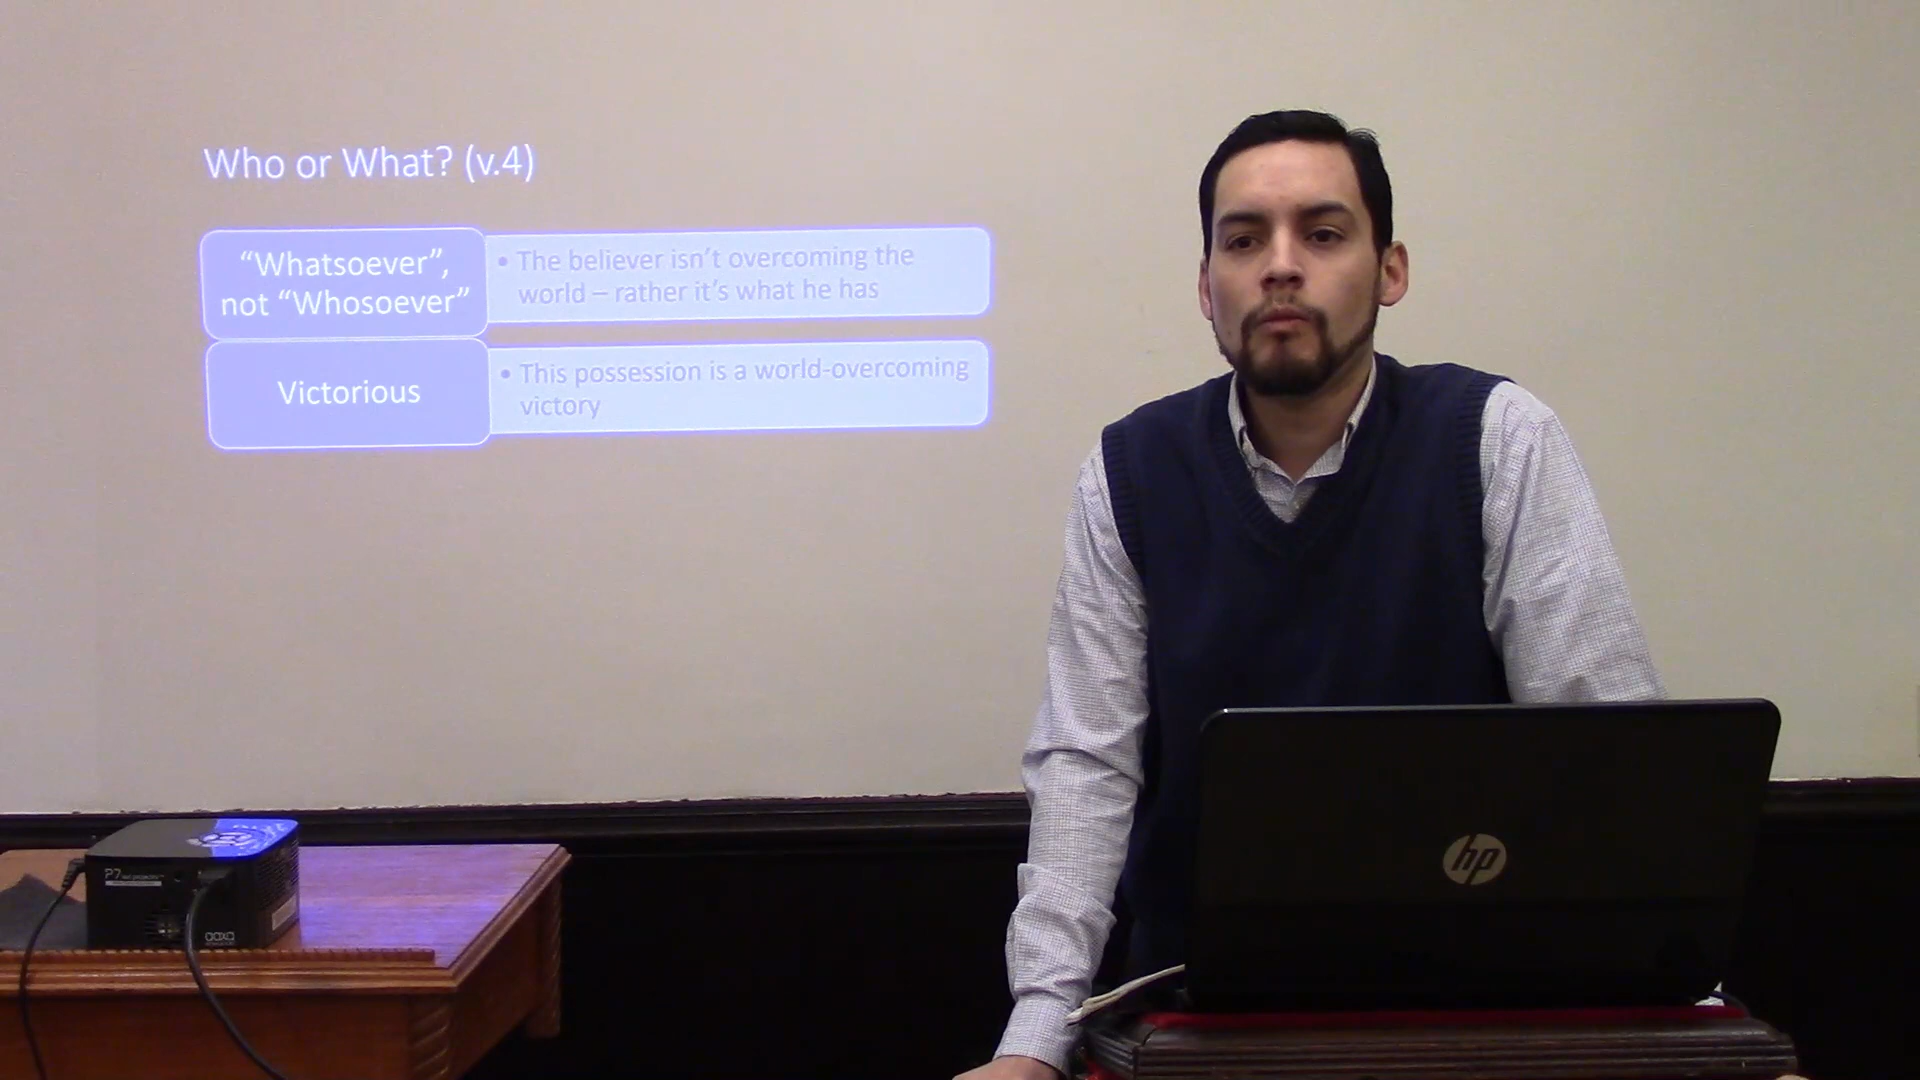 Who or What? (v.4)
“Whatsoever”,
not “Whosoever”
• The believer isn’t overcoming the
world – rather it’s what he has
Victorious
• This possession is a world-overcoming
victory
P7
aaxa
hp